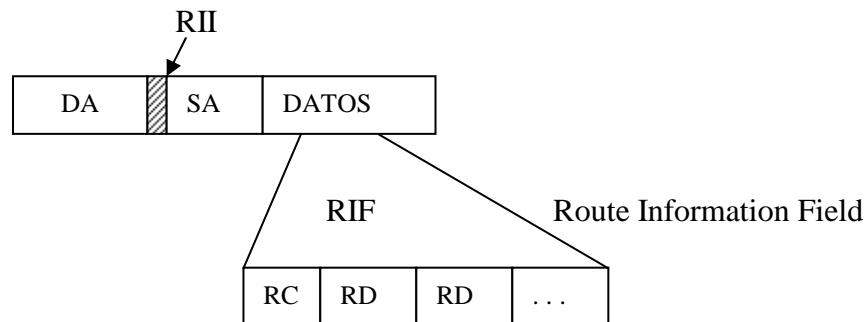 RII
DA SA DATOS
RIF Route Information Field
RC RD RD . . .